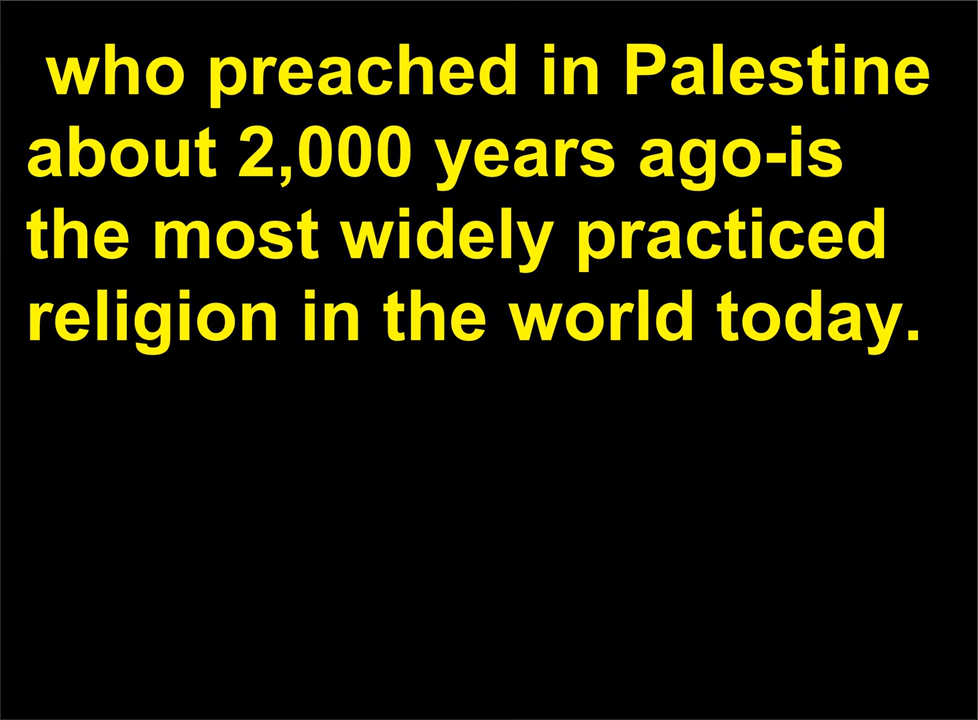 who preached in Palestine
about 2,000 years ago-is
the most widely practiced
religion in the world today.